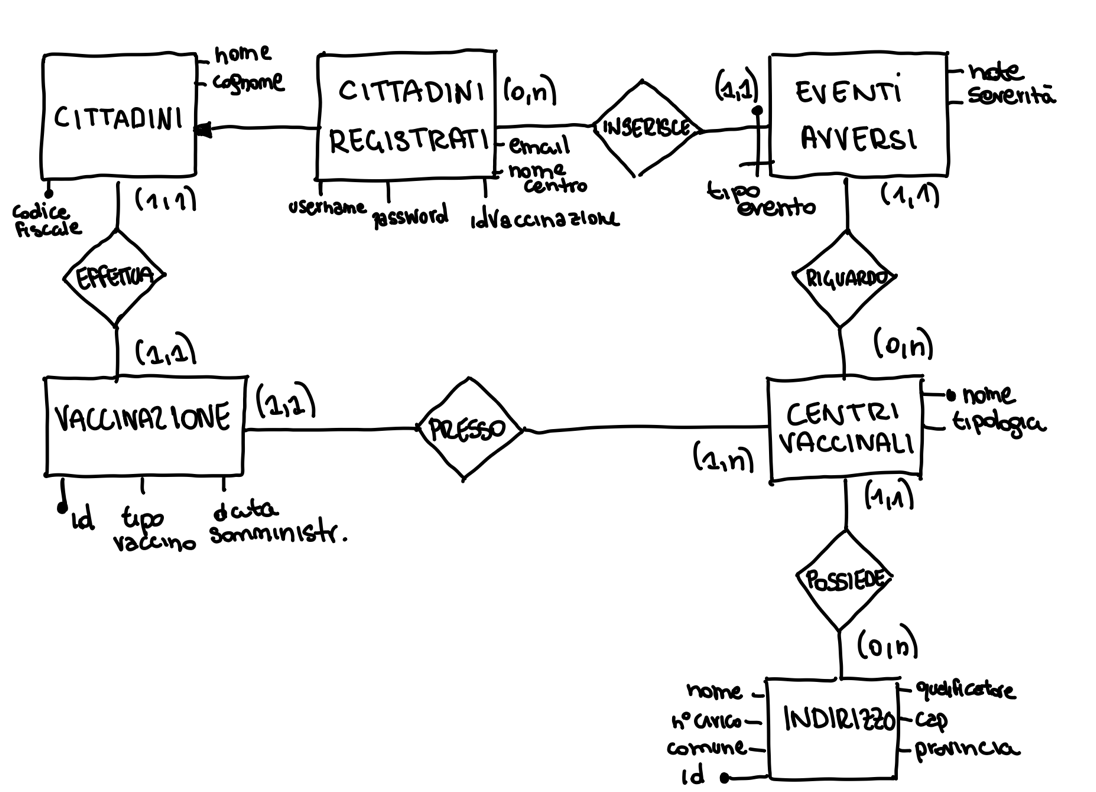 CITTADINI
nome
cognome
codice
fiscale
(1,1)
CITTADINI
REGISTRATI
(0,n)
email
nome
centro
username
password
idvaccinazione
INSERISCE
(1,1)
EVENTI
AVVERSI
note
severità
tipo
evento
(1,1)
EFFETTUA
RIGUARDO
(1,1)
(0,n)
VACCINAZIONE
(1,1)
PRESSO
(1,n)
CENTRI
VACCINALI
nome
tipologia
id
tipo
vaccino
data
somministr.
(1,1)
POSSIEDE
(0,n)
INDIRIZZO
nome
n° civico
comune
id
qualificatore
cap
provincia